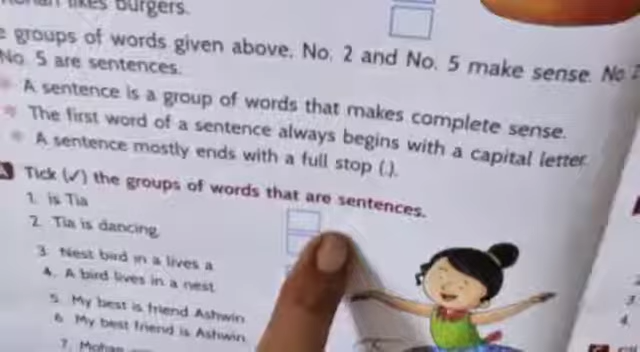 likes burgers.
groups of words given above, No. 2 and No. 5 make sense. No.
No. 5 are sentences.
A sentence is a group of words that makes complete sense.
The first word of a sentence always begins with a capital letter.
A sentence mostly ends with a full stop (.).
A Tick (✓) the groups of words that are sentences.
1. is Tia
2. Tia is dancing
3. Nest bird in a lives a
4. A bird lives in a nest
5. My best is friend Ashwin
6. My best friend is Ashwin
7. Mohan
3.
4.